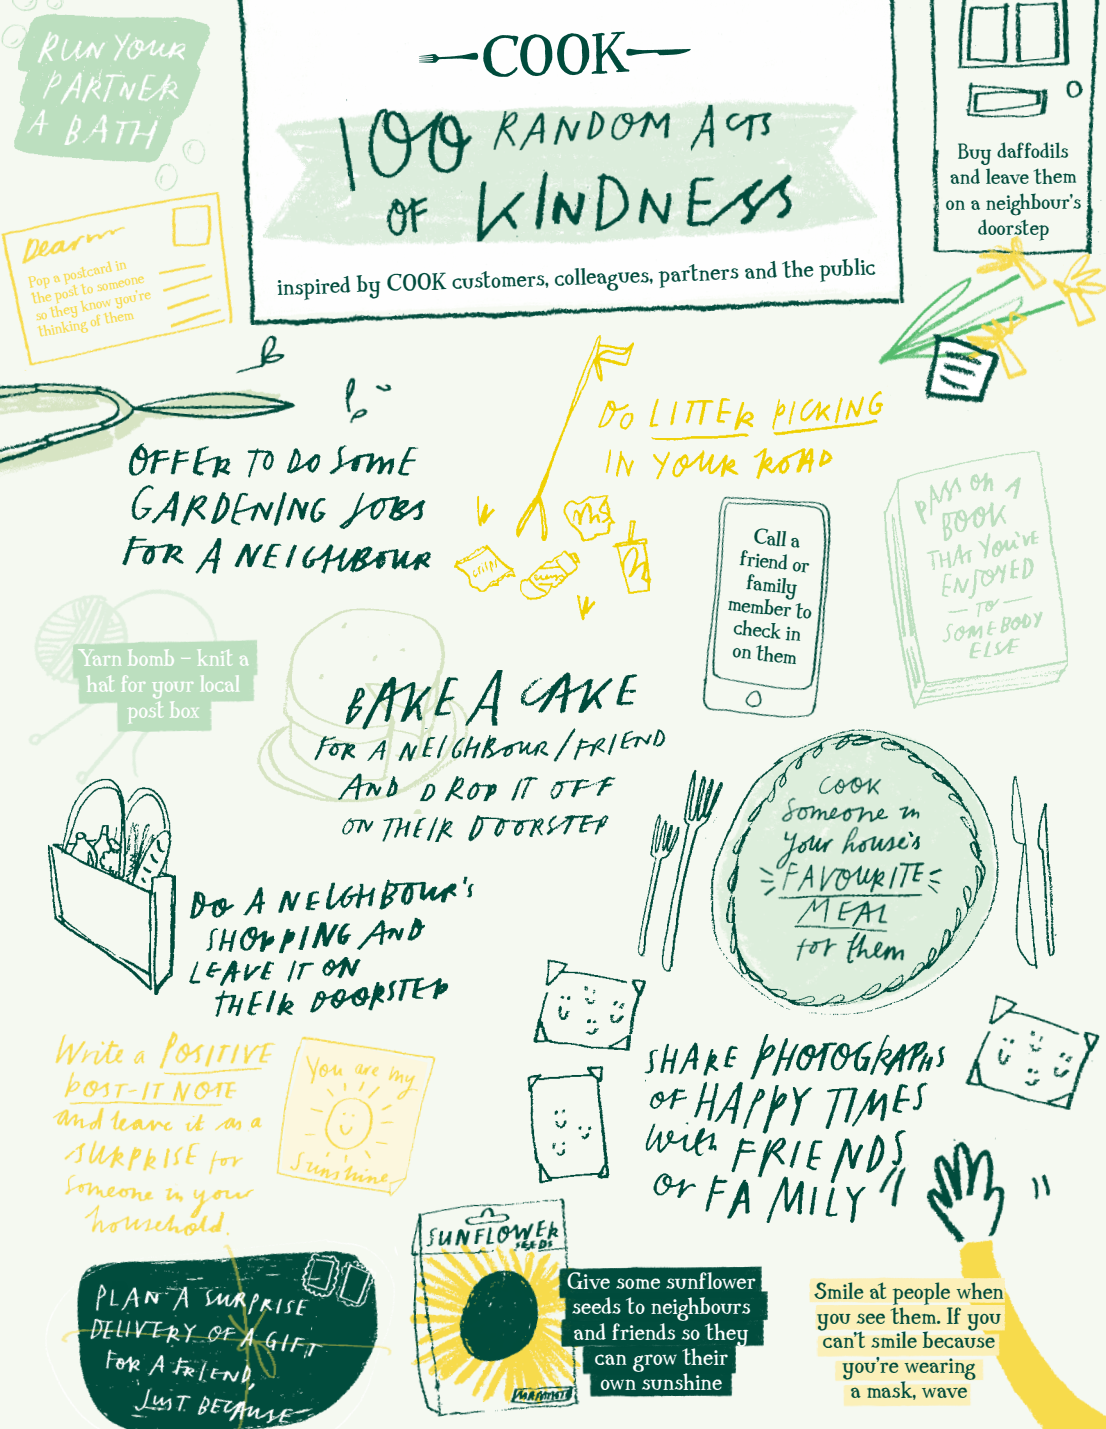 RUN YOUR
PARTNER
A BATH
COOK
100 RANDOM ACTS
OF KINDNESS
inspired by COOK customers, colleagues, partners and the public
Buy daffodils
and leave them
on a neighbour's
doorstep
Dear
Pop a postcard in
the post to someone
so they know you're
thinking of them
OFFER TO DO SOME
GARDENING JOBS
FOR A NEIGHBOUR
DO LITTER PICKING
IN YOUR ROAD
crisps
Call a
friend or
family
member to
check in
on them
PASS ON A
BOOK
THAT YOU'VE
ENJOYED
– TO –
SOMEBODY
ELSE
Yarn bomb – knit a
hat for your local
post box
BAKE A CAKE
FOR A NEIGHBOUR/FRIEND
AND DROP IT OFF
ON THEIR DOORSTEP
COOK
someone in
your house's
FAVOURITE
MEAL
for them
DO A NEIGHBOUR'S
SHOPPING AND
LEAVE IT ON
THEIR DOORSTEP
Write a POSITIVE
POST-IT NOTE
and leave it as a
SURPRISE for
someone in your
household.
You are my
Sunshine
SHARE PHOTOGRAPHS
OF HAPPY TIMES
with FRIENDS
or FAMILY
PLAN A SURPRISE
DELIVERY OF A GIFT
FOR A FRIEND,
JUST BECAUSE
SUNFLOWER
SEEDS
Give some sunflower
seeds to neighbours
and friends so they
can grow their
own sunshine
Smile at people when
you see them. If you
can't smile because
you're wearing
a mask, wave